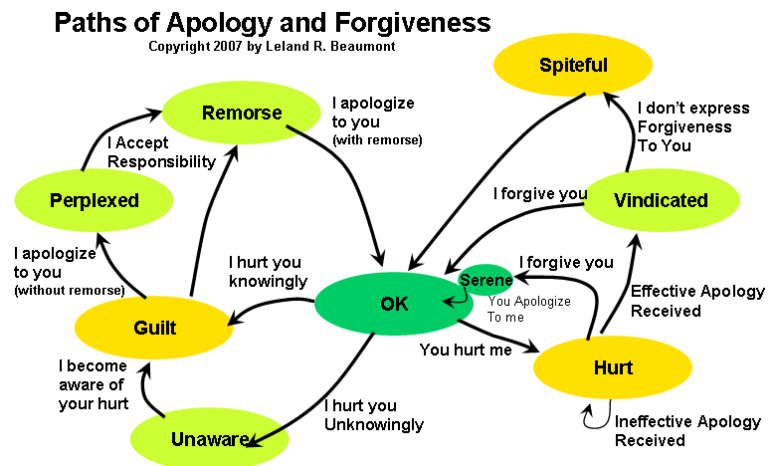 Paths of Apology and Forgiveness
Copyright 2007 by Leland R. Beaumont
Spiteful
Remorse
I apologize
to you
(with remorse)
I don't express
Forgiveness
To You
I Accept
Responsibility
Perplexed
I forgive you
Vindicated
I apologize
to you
(without remorse)
I hurt you
knowingly
I forgive you
Serene
OK
You Apologize
To me
Effective Apology
Received
Guilt
You hurt me
Hurt
I become
aware of
your hurt
I hurt you
Unknowingly
Unaware
Ineffective Apology
Received